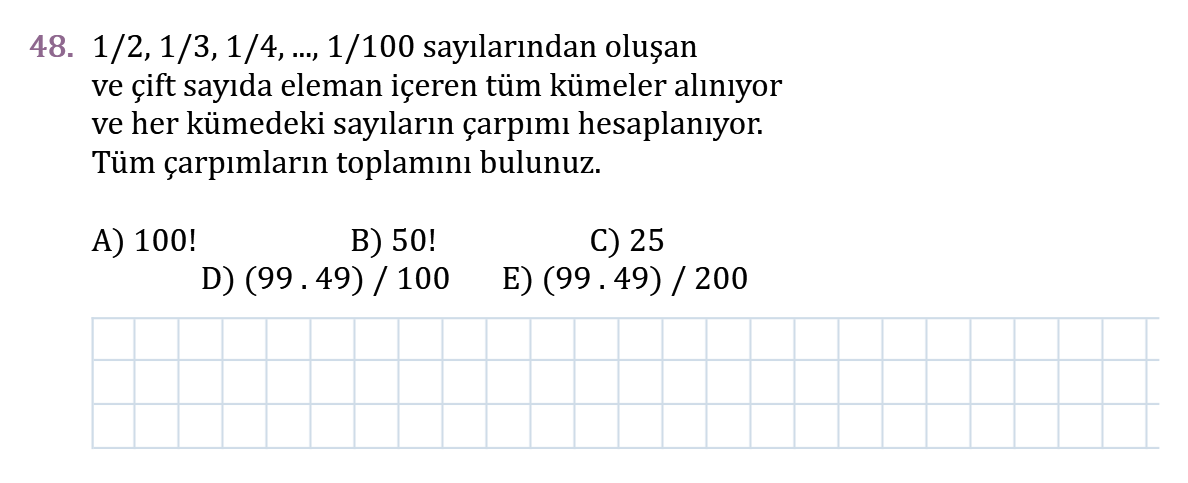 48. 1/2, 1/3, 1/4, ..., 1/100 sayılarından oluşan
ve çift sayıda eleman içeren tüm kümeler alınıyor
ve her kümedeki sayıların çarpımı hesaplanıyor.
Tüm çarpımların toplamını bulunuz.
A) 100! B) 50! C) 25
D) (99 . 49) / 100 E) (99 . 49) / 200